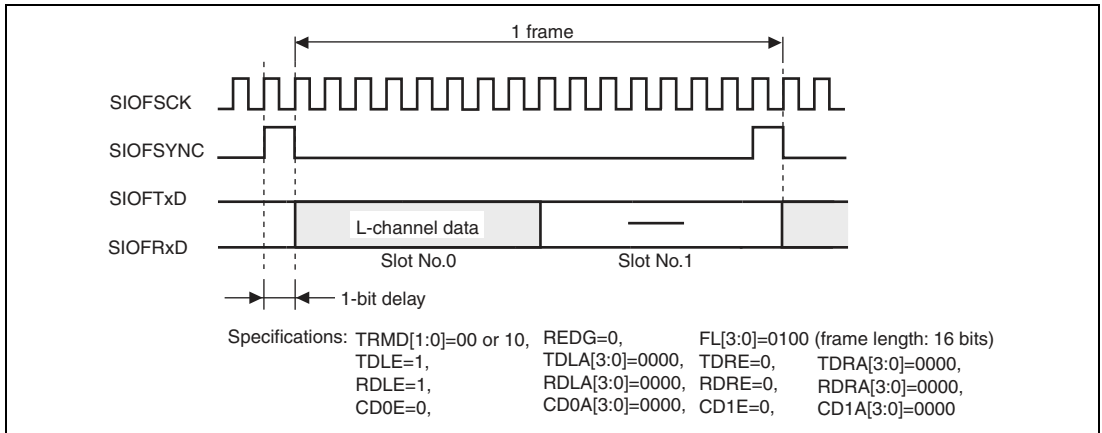 1 frame
SIOFSCK
SIOFSYNC
SIOFTxD
L-channel data
SIOFRxD
Slot No.0 Slot No.1
1-bit delay
Specifications: TRMD[1:0]=00 or 10, REDG=0, FL[3:0]=0100 (frame length: 16 bits)
TDLE=1, TDLA[3:0]=0000, TDRE=0, TDRA[3:0]=0000,
RDLE=1, RDLA[3:0]=0000, RDRE=0, RDRA[3:0]=0000,
CD0E=0, CD0A[3:0]=0000, CD1E=0, CD1A[3:0]=0000